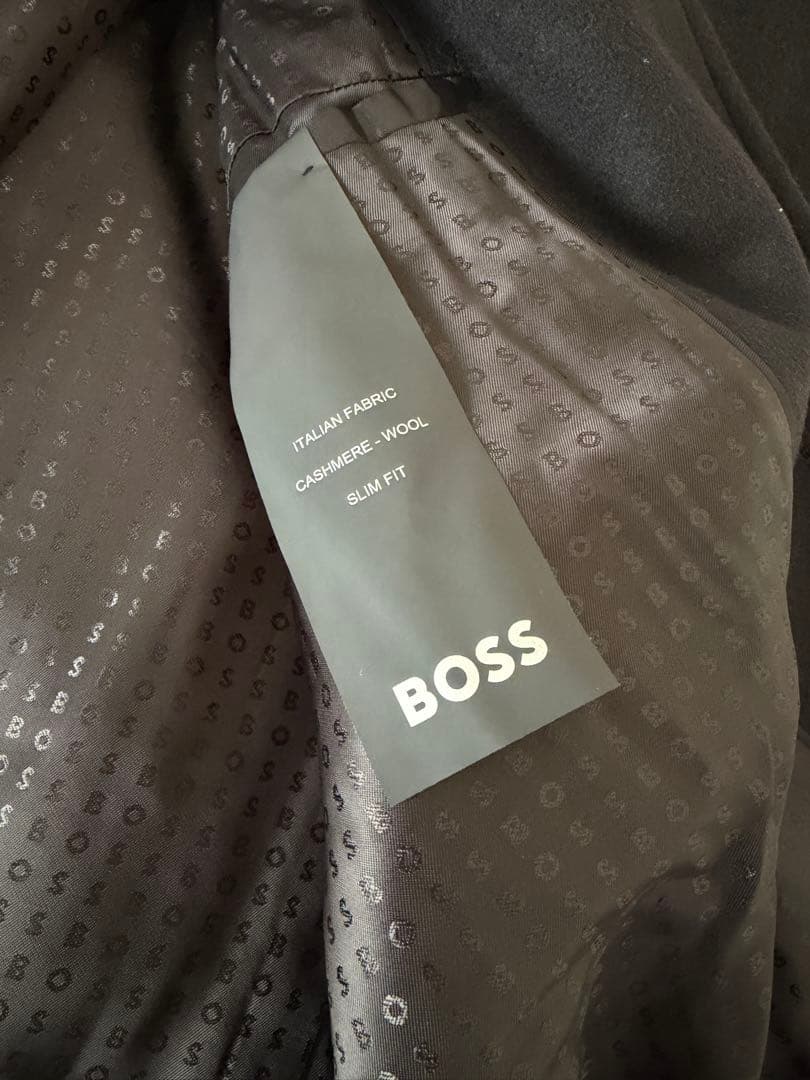 ITALIAN FABRIC
CASHMERE - WOOL
SLIM FIT
BOSS